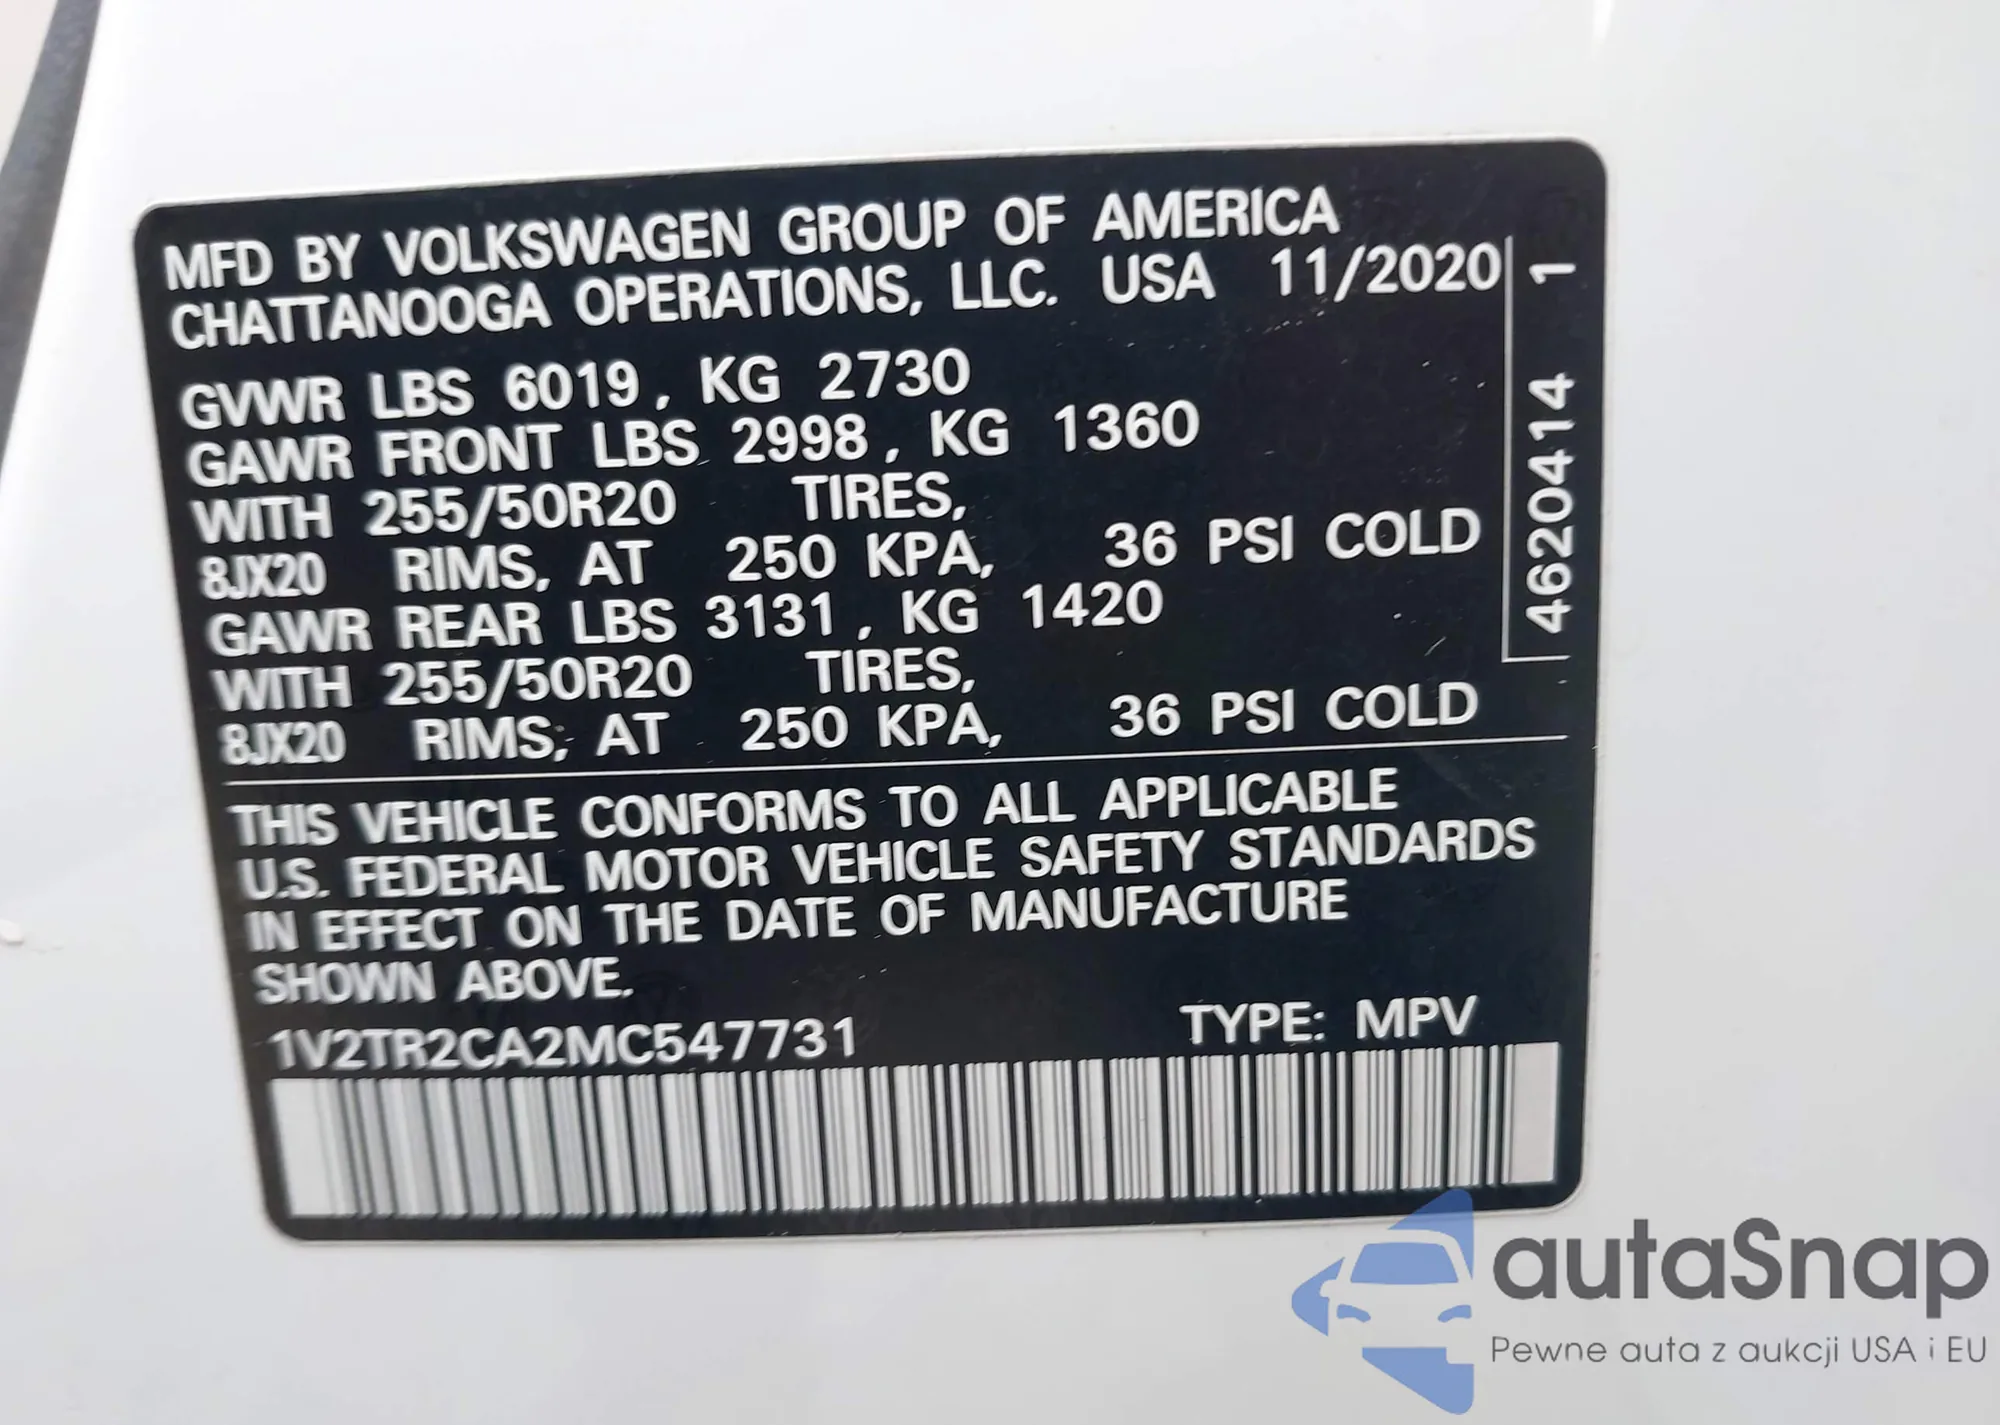 MFD BY VOLKSWAGEN GROUP OF AMERICA
CHATTANOOGA OPERATIONS, LLC. USA 11/2020
GVWR LBS 6019, KG 2730
GAWR FRONT LBS 2998, KG 1360
WITH 255/50R20 TIRES,
8JX20 RIMS, AT 250 KPA, 36 PSI COLD
GAWR REAR LBS 3131, KG 1420
WITH 255/50R20 TIRES,
8JX20 RIMS, AT 250 KPA, 36 PSI COLD
46204141 1
THIS VEHICLE CONFORMS TO ALL APPLICABLE
U.S. FEDERAL MOTOR VEHICLE SAFETY STANDARDS
IN EFFECT ON THE DATE OF MANUFACTURE
SHOWN ABOVE.
1V2TR2CA2MC547731 TYPE: MPV
autaSnap
Pewne auta z aukcji USA i EU